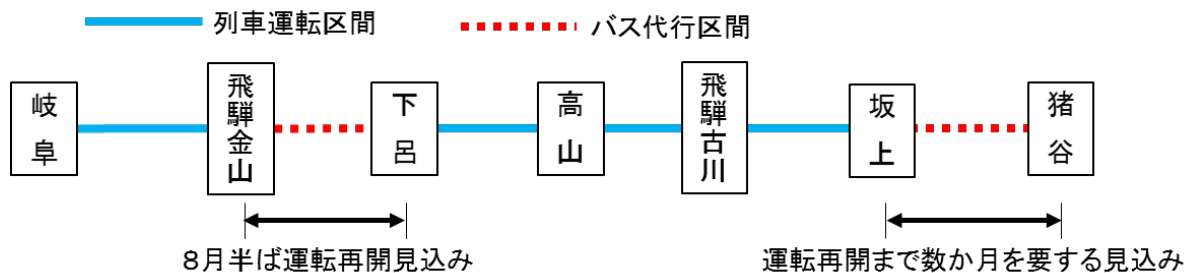 列車運転区間
バス代行区間
岐阜
飛騨金山
下呂
高山
飛騨古川
坂上
猪谷
8月半ば運転再開見込み
運転再開まで数か月を要する見込み